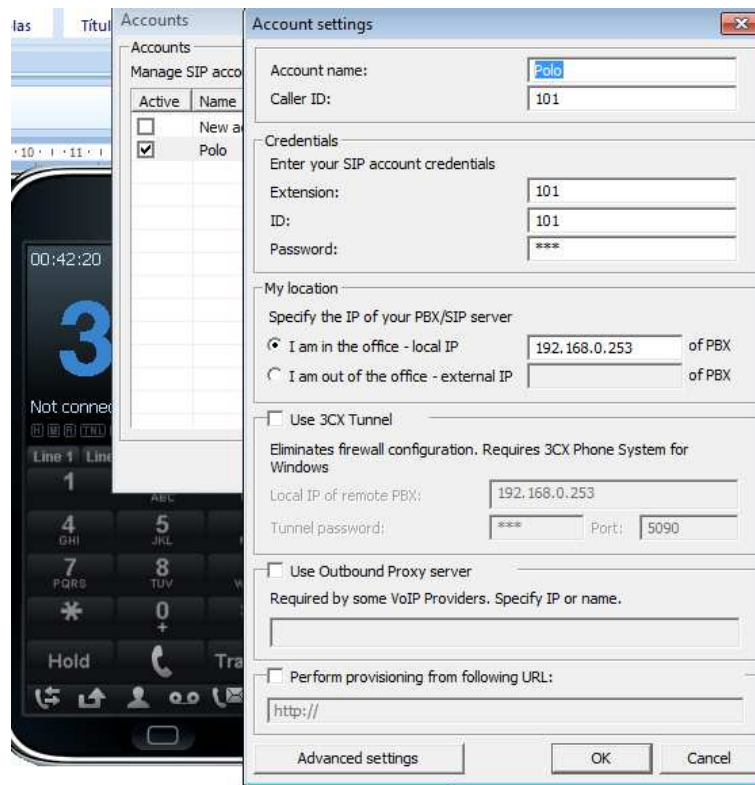 Títul
Accounts
Accounts
Manage SIP acco
Active Name
New a
Polo
10 11
00:42:20
3
Not connec
H M R TNL
Line 1 Line
1
ABC
4
GHI
5
JKL
7
PQRS
8
TUV
*
0
+
Hold
Tra
Account settings
Account name: Polo
Caller ID: 101
Credentials
Enter your SIP account credentials
Extension: 101
ID: 101
Password: ***
My location
Specify the IP of your PBX/SIP server
I am in the office - local IP 192.168.0.253 of PBX
I am out of the office - external IP of PBX
Use 3CX Tunnel
Eliminates firewall configuration. Requires 3CX Phone System for
Windows
Local IP of remote PBX: 192.168.0.253
Tunnel password: *** Port: 5090
Use Outbound Proxy server
Required by some VoIP Providers. Specify IP or name.
Perform provisioning from following URL:
http://
Advanced settings OK Cancel